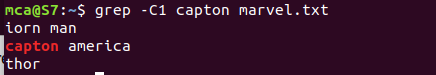 mca@S7:~$ grep -C1 capton marvel.txt
iorn man
capton america
thor